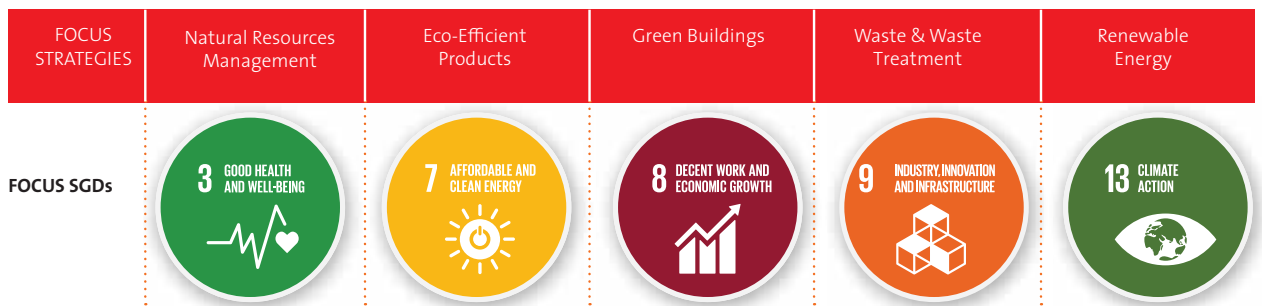 FOCUS
STRATEGIES
Natural Resources
Management
Eco-Efficient
Products
Green Buildings
Waste & Waste
Treatment
Renewable
Energy
FOCUS SGDs
3 GOOD HEALTH
AND WELL-BEING
7 AFFORDABLE AND
CLEAN ENERGY
8 DECENT WORK AND
ECONOMIC GROWTH
9 INDUSTRY, INNOVATION
AND INFRASTRUCTURE
13 CLIMATE
ACTION